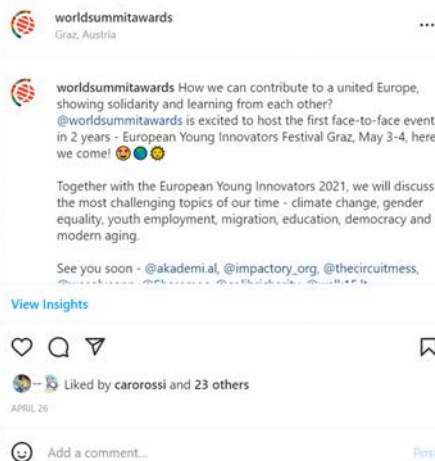 worldsummitawards
Graz, Austria
worldsummitawards How we can contribute to a united Europe,
showing solidarity and learning from each other?
@worldsummitawards is excited to host the first face-to-face event
in 2 years - European Young Innovators Festival Graz, May 3-4, here
we come! 🤩🌍🌞
Together with the European Young Innovators 2021, we will discuss
the most challenging topics of our time - climate change, gender
equality, youth employment, migration, education, democracy and
modern aging.
See you soon - @akademi.al, @impactory_org, @thecircuitmess,
View Insights
Liked by carorossi and 23 others
APRIL 26
Add a comment...
Post